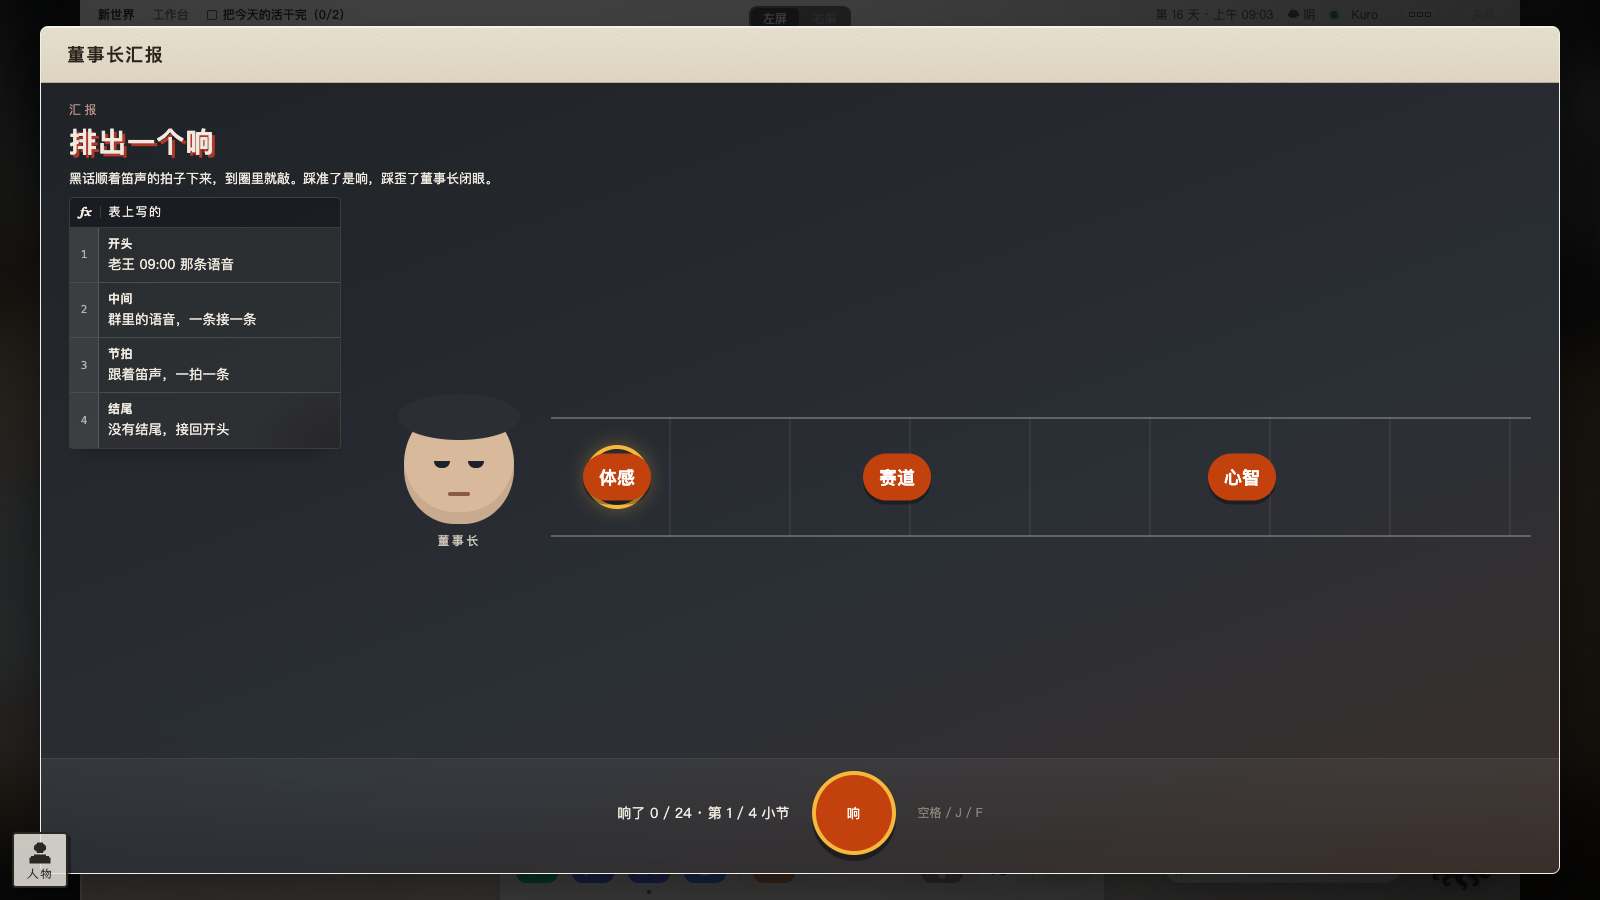 新世界 工作台 把今天的活干完（0/2） 左屏 右屏 第 16 天 · 上午 09:03 阴 Kuro
董事长汇报
汇报
排出一个响
黑话顺着笛声的拍子下来，到圈里就敲。踩准了是响，踩歪了董事长闭眼。
fx 表上写的
1 开头
老王 09:00 那条语音
2 中间
群里的语音，一条接一条
3 节拍
跟着笛声，一拍一条
4 结尾
没有结尾，接回开头
体感 赛道 心智
董事长
响了 0 / 24 · 第 1 / 4 小节 响 空格 / J / F
人物